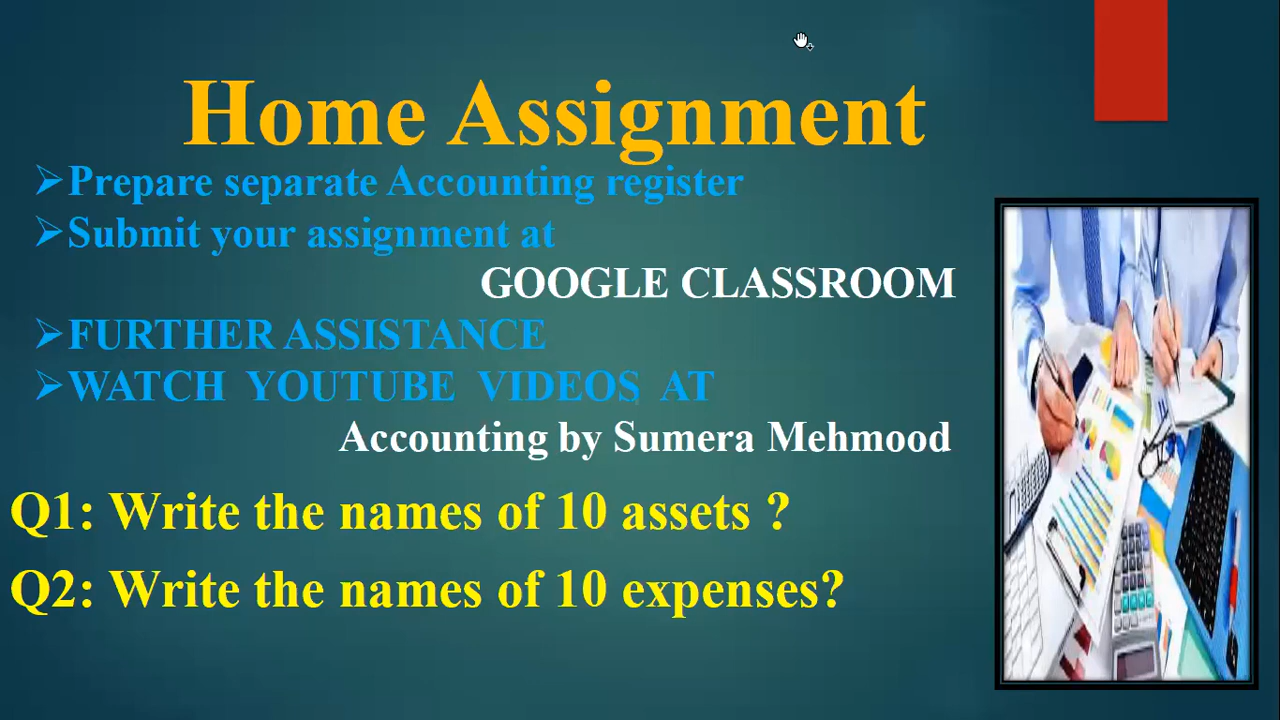 Home Assignment
➢Prepare separate Accounting register
➢Submit your assignment at
GOOGLE CLASSROOM
➢FURTHER ASSISTANCE
➢WATCH YOUTUBE VIDEOS AT
Accounting by Sumera Mehmood
Q1: Write the names of 10 assets ?
Q2: Write the names of 10 expenses?